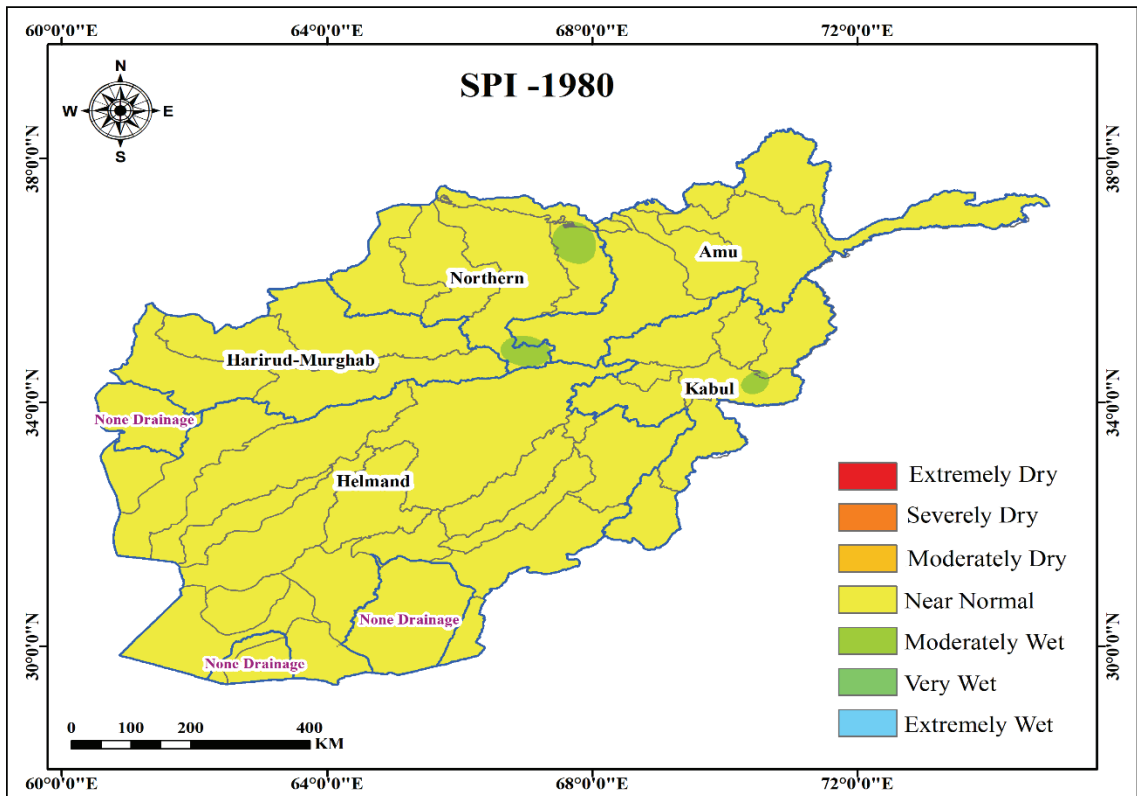 60°0'0"E 64°0'0"E 68°0'0"E 72°0'0"E
SPI -1980
N
W E
S
38°0'0"N 38°0'0"N
Amu
Northern
Harirud-Murghab
Kabul
34°0'0"N 34°0'0"N
None Drainage
Helmand
Extremely Dry
Severely Dry
Moderately Dry
Near Normal
None Drainage
Moderately Wet
30°0'0"N 30°0'0"N
None Drainage
Very Wet
Extremely Wet
0 100 200 400
KM
60°0'0"E 64°0'0"E 68°0'0"E 72°0'0"E